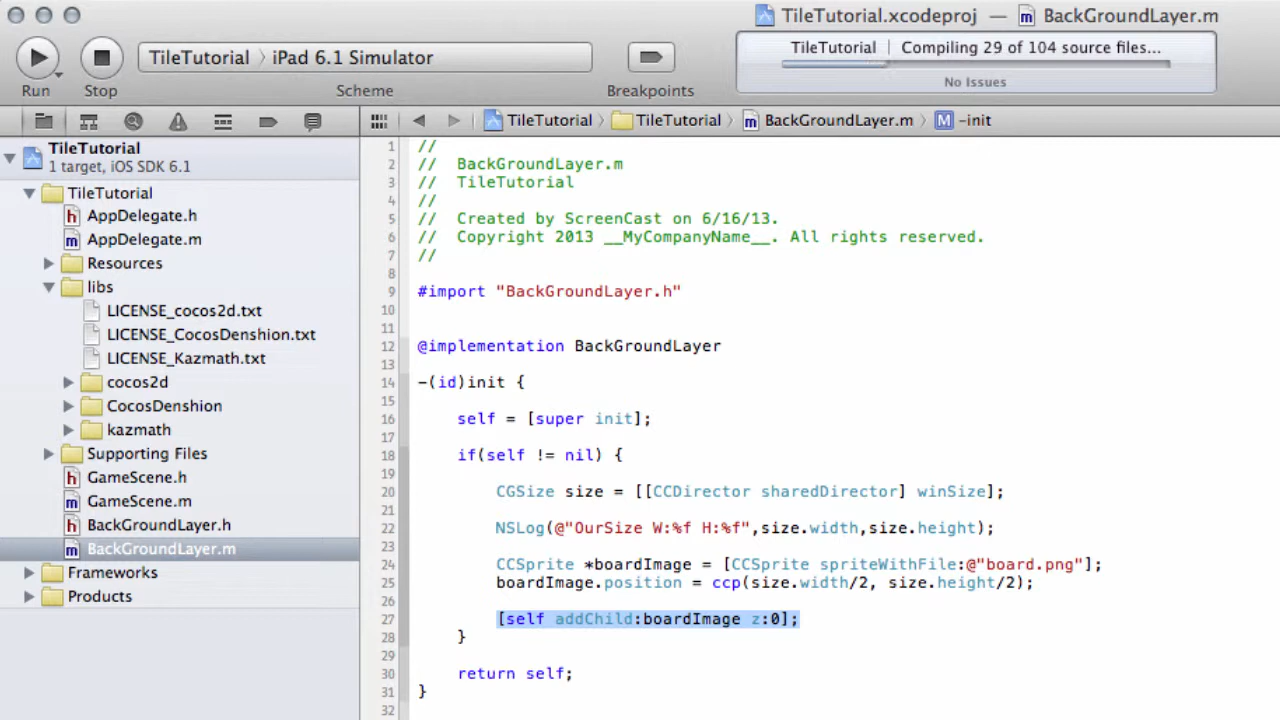 TileTutorial.xcodeproj — BackGroundLayer.m
TileTutorial 〉iPad 6.1 Simulator
TileTutorial | Compiling 29 of 104 source files...
No Issues
Run
Stop
Scheme
Breakpoints
TileTutorial 〉 TileTutorial 〉 BackGroundLayer.m 〉 M -init
TileTutorial
1 target, iOS SDK 6.1
TileTutorial
h AppDelegate.h
m AppDelegate.m
Resources
libs
LICENSE_cocos2d.txt
LICENSE_CocosDenshion.txt
LICENSE_Kazmath.txt
cocos2d
CocosDenshion
kazmath
Supporting Files
h GameScene.h
m GameScene.m
h BackGroundLayer.h
m BackGroundLayer.m
Frameworks
Products
1 //
2 //  BackGroundLayer.m
3 //  TileTutorial
4 //
5 //  Created by ScreenCast on 6/16/13.
6 //  Copyright 2013 __MyCompanyName__. All rights reserved.
7 //
8
9 #import "BackGroundLayer.h"
10
11
12 @implementation BackGroundLayer
13
14 -(id)init {
15
16     self = [super init];
17
18     if(self != nil) {
19
20         CGSize size = [[CCDirector sharedDirector] winSize];
21
22         NSLog(@"OurSize W:%f H:%f",size.width,size.height);
23
24         CCSprite *boardImage = [CCSprite spriteWithFile:@"board.png"];
25         boardImage.position = ccp(size.width/2, size.height/2);
26
27         [self addChild:boardImage z:0];
28     }
29
30     return self;
31 }
32